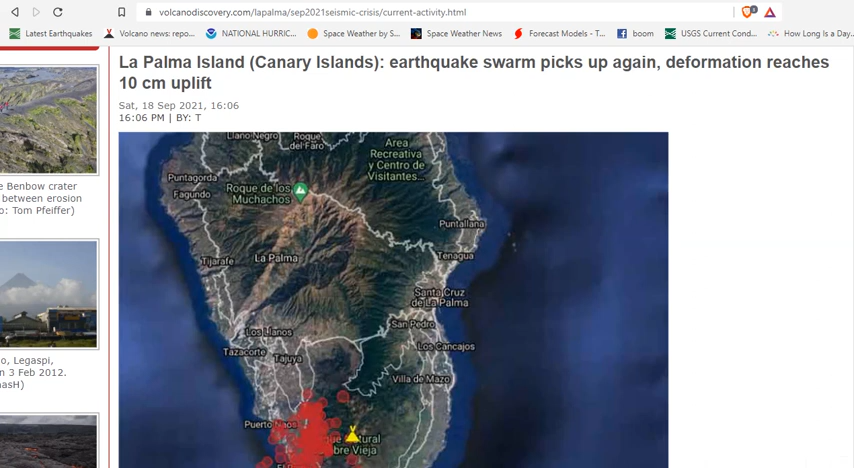 volcanodiscovery.com/lapalma/sep2021seismic-crisis/current-activity.html
Latest Earthquakes
Volcano news: repo...
NATIONAL HURRIC...
Space Weather by S...
Space Weather News
Forecast Models - T...
boom
USGS Current Cond...
How Long Is a Day...
La Palma Island (Canary Islands): earthquake swarm picks up again, deformation reaches
10 cm uplift
Sat, 18 Sep 2021, 16:06
16:06 PM | BY: T
e Benbow crater
between erosion
o: Tom Pfeiffer)
o, Legaspi,
n 3 Feb 2012.
nasH)
Llano Negro
Roque
del Faro
Area
Recreativa
y Centro de
Visitantes...
Puntagorda
Fagundo
Roque de los
Muchachos
Puntallana
Tijarafe
La Palma
Tenagua
Santa Cruz
de La Palma
Los Llanos
San Pedro
Tazacorte
Tajuya
Los Cancajos
Villa de Mazo
Puerto Naos
que Natural
bre Vieja